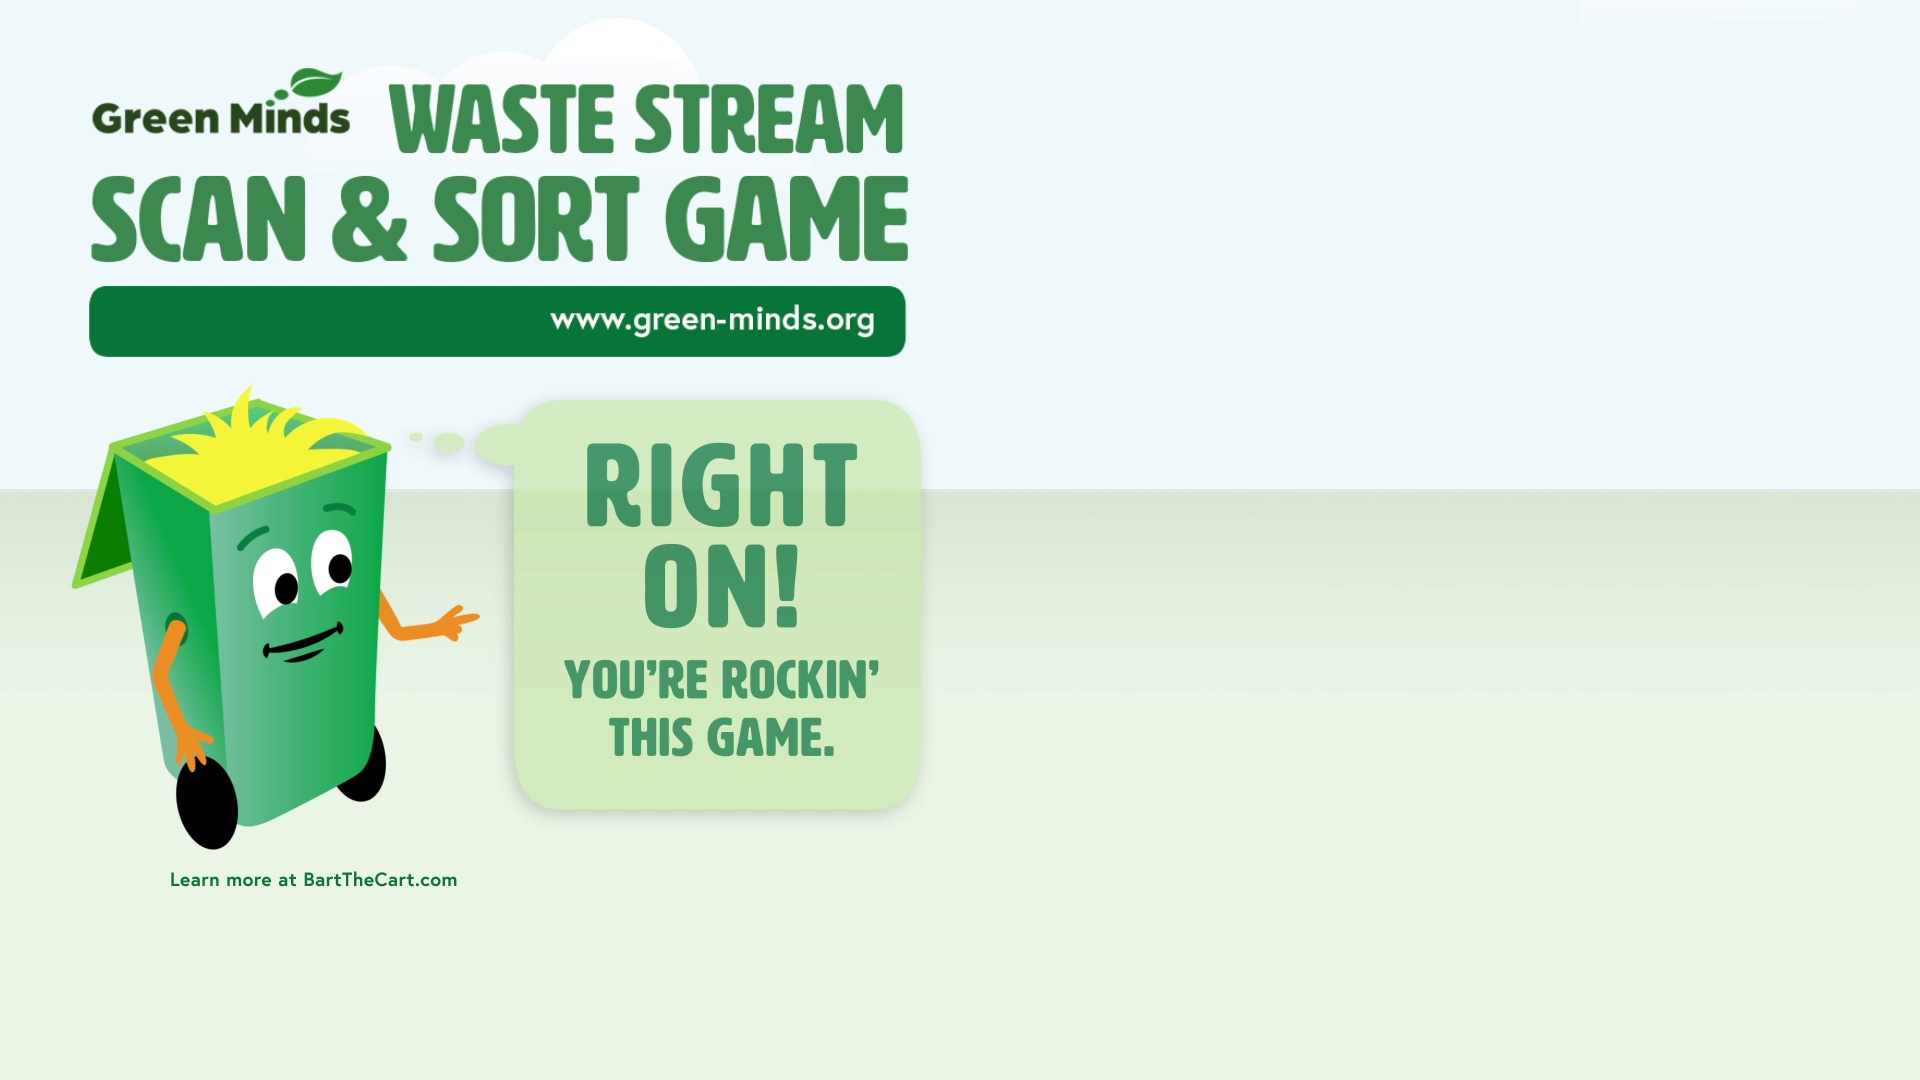 Green Minds WASTE STREAM
SCAN & SORT GAME
www.green-minds.org
RIGHT
ON!
YOU'RE ROCKIN'
THIS GAME.
Learn more at BartTheCart.com